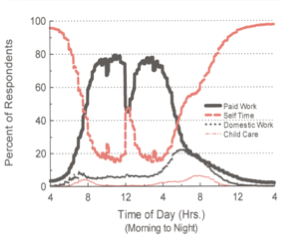 100
80
60
40
20
0
Percent of Respondents
Paid Work
Self Time
Domestic Work
Child Care
4 8 12 4 8 12 4
Time of Day (Hrs.)
(Morning to Night)